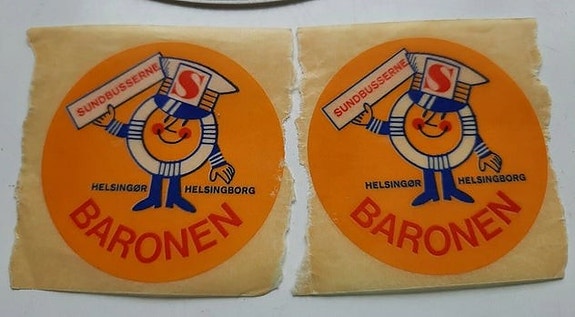 SUNDBUSSERNE
S
HELSINGØR HELSINGBORG
BARONEN
SUNDBUSSERNE
S
HELSINGØR HELSINGBORG
BARONEN